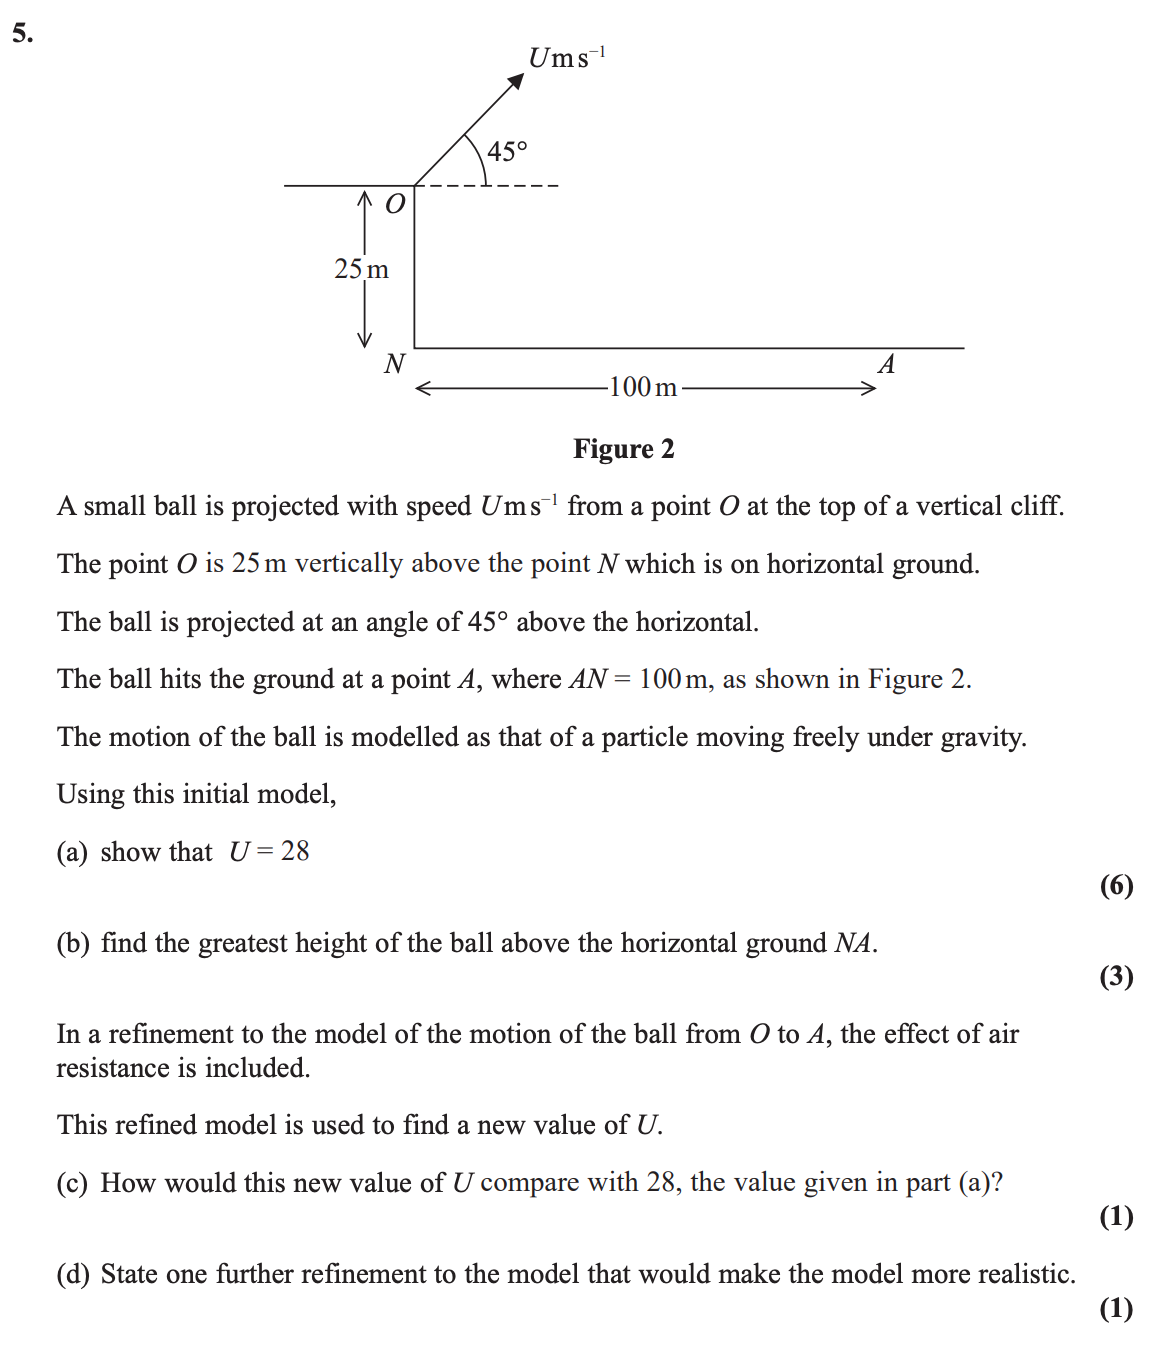 5.
U m s⁻¹
45°
O
25 m
N
A
100 m
Figure 2
A small ball is projected with speed U m s⁻¹ from a point O at the top of a vertical cliff.
The point O is 25 m vertically above the point N which is on horizontal ground.
The ball is projected at an angle of 45° above the horizontal.
The ball hits the ground at a point A, where AN = 100 m, as shown in Figure 2.
The motion of the ball is modelled as that of a particle moving freely under gravity.
Using this initial model,
(a) show that U = 28
(6)
(b) find the greatest height of the ball above the horizontal ground NA.
(3)
In a refinement to the model of the motion of the ball from O to A, the effect of air
resistance is included.
This refined model is used to find a new value of U.
(c) How would this new value of U compare with 28, the value given in part (a)?
(1)
(d) State one further refinement to the model that would make the model more realistic.
(1)